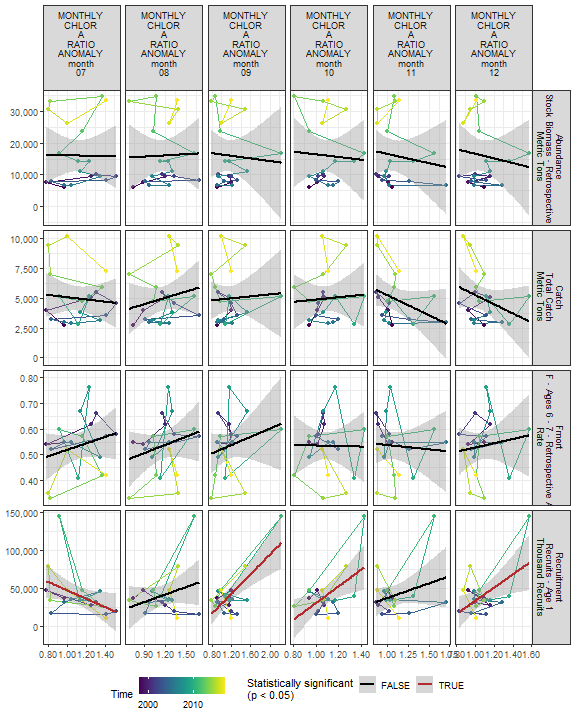 MONTHLY MONTHLY MONTHLY MONTHLY MONTHLY MONTHLY
CHLOR CHLOR CHLOR CHLOR CHLOR CHLOR
A A A A A A
RATIO RATIO RATIO RATIO RATIO RATIO
ANOMALY ANOMALY ANOMALY ANOMALY ANOMALY ANOMALY
month month month month month month
07 08 09 10 11 12
30,000
20,000
10,000
0
Abundance
Stock Biomass - Retrospective
Metric Tons
10,000
7,500
5,000
2,500
0
Catch
Total Catch
Metric Tons
0.80
0.70
0.60
0.50
0.40
Fmort
F - Ages 6 - 7 - Retrospective
Rate
150,000
100,000
50,000
0
Recruitment
Recruits - Age 1
Thousand Recruits
0.80 1.00 1.20 1.40 0.75 1.00 1.25 1.50 0.80 1.20 1.60 2.00 0.80 1.00 1.20 1.40 1.00 1.25 1.50 1.00 1.20 1.40 1.60
Time
2000 2010
Statistically significant
(p < 0.05)
FALSE TRUE